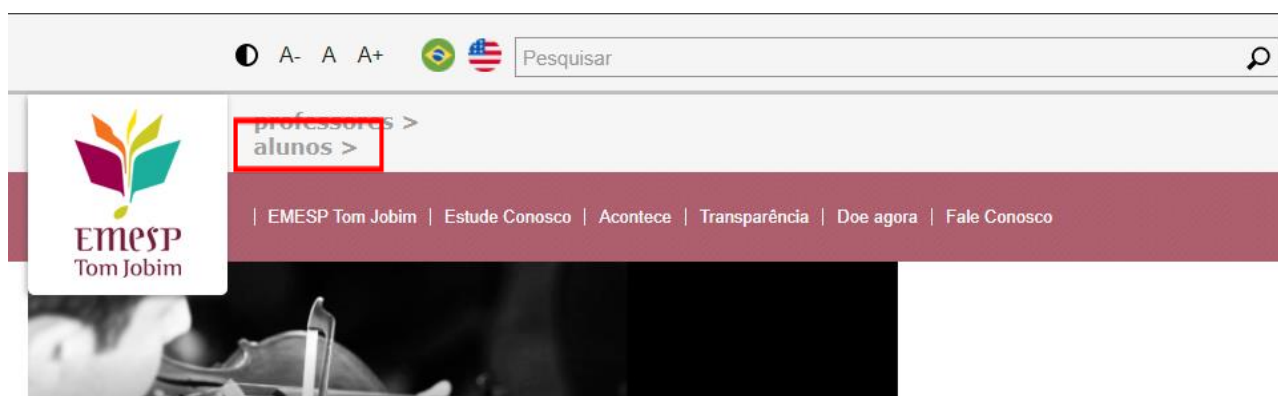 A- A A+ Pesquisar
professores >
alunos >
| EMESP Tom Jobim | Estude Conosco | Acontece | Transparência | Doe agora | Fale Conosco
EMESP
Tom Jobim